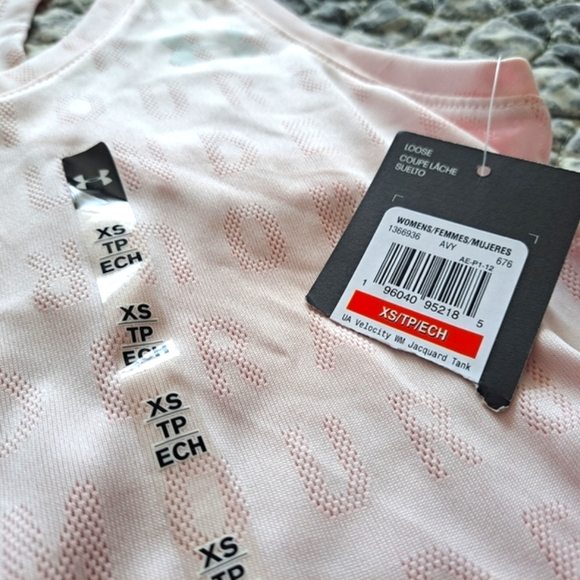 XS
TP
ECH
XS
TP
ECH
XS
TP
ECH
XS
TP
LOOSE
COUPE LÂCHE
SUELTO
WOMENS/FEMMES/MUJERES
1366936 AVY 676
AE-P1-12
1 96040 95218 5
XS/TP/ECH
UA Velocity WM Jacquard Tank